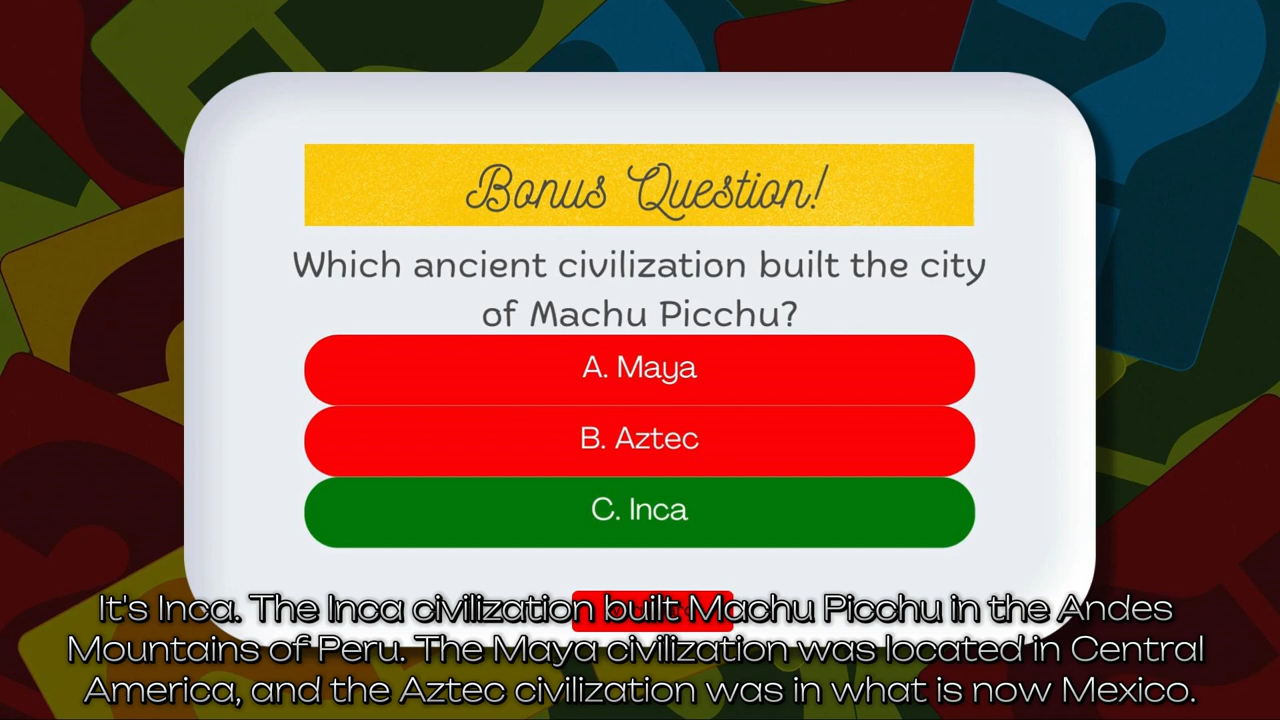 Bonus Question!
Which ancient civilization built the city
of Machu Picchu?
A. Maya
B. Aztec
C. Inca
It's Inca. The Inca civilization built Machu Picchu in the Andes
Mountains of Peru. The Maya civilization was located in Central
America, and the Aztec civilization was in what is now Mexico.